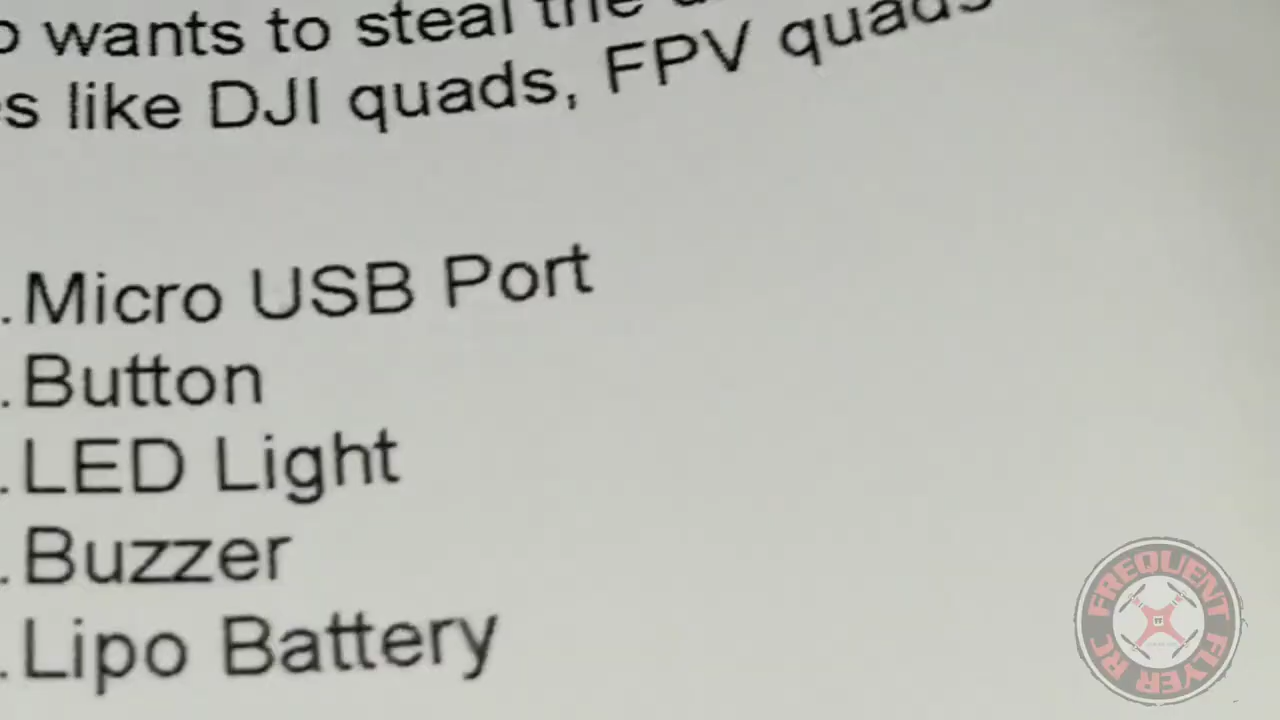 wants to steal the
like DJI quads, FPV quads
.Micro USB Port
.Button
.LED Light
.Buzzer
.Lipo Battery
FREQUENT FLYER RC